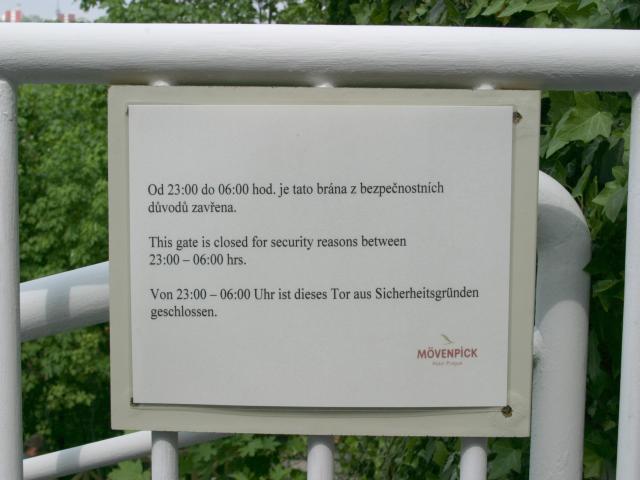 Od 23:00 do 06:00 hod. je tato brána z bezpečnostních
důvodů zavřena.
This gate is closed for security reasons between
23:00 – 06:00 hrs.
Von 23:00 – 06:00 Uhr ist dieses Tor aus Sicherheitsgründen
geschlossen.
MÖVENPICK
Hotel Prague